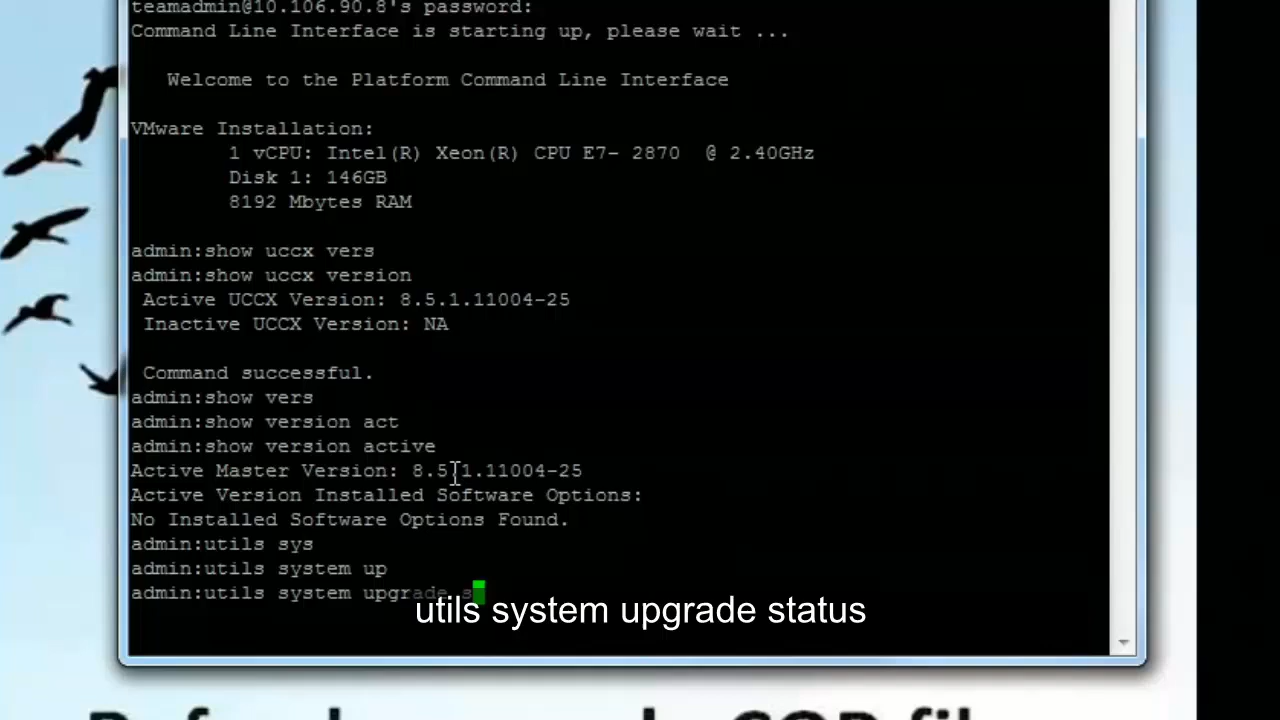 teamadmin@10.106.90.8's password:
Command Line Interface is starting up, please wait ...
Welcome to the Platform Command Line Interface
VMware Installation:
1 vCPU: Intel(R) Xeon(R) CPU E7- 2870  @ 2.40GHz
Disk 1: 146GB
8192 Mbytes RAM
admin:show uccx vers
admin:show uccx version
Active UCCX Version: 8.5.1.11004-25
Inactive UCCX Version: NA
Command successful.
admin:show vers
admin:show version act
admin:show version active
Active Master Version: 8.5.1.11004-25
Active Version Installed Software Options:
No Installed Software Options Found.
admin:utils sys
admin:utils system up
admin:utils system upgrade s
utils system upgrade status